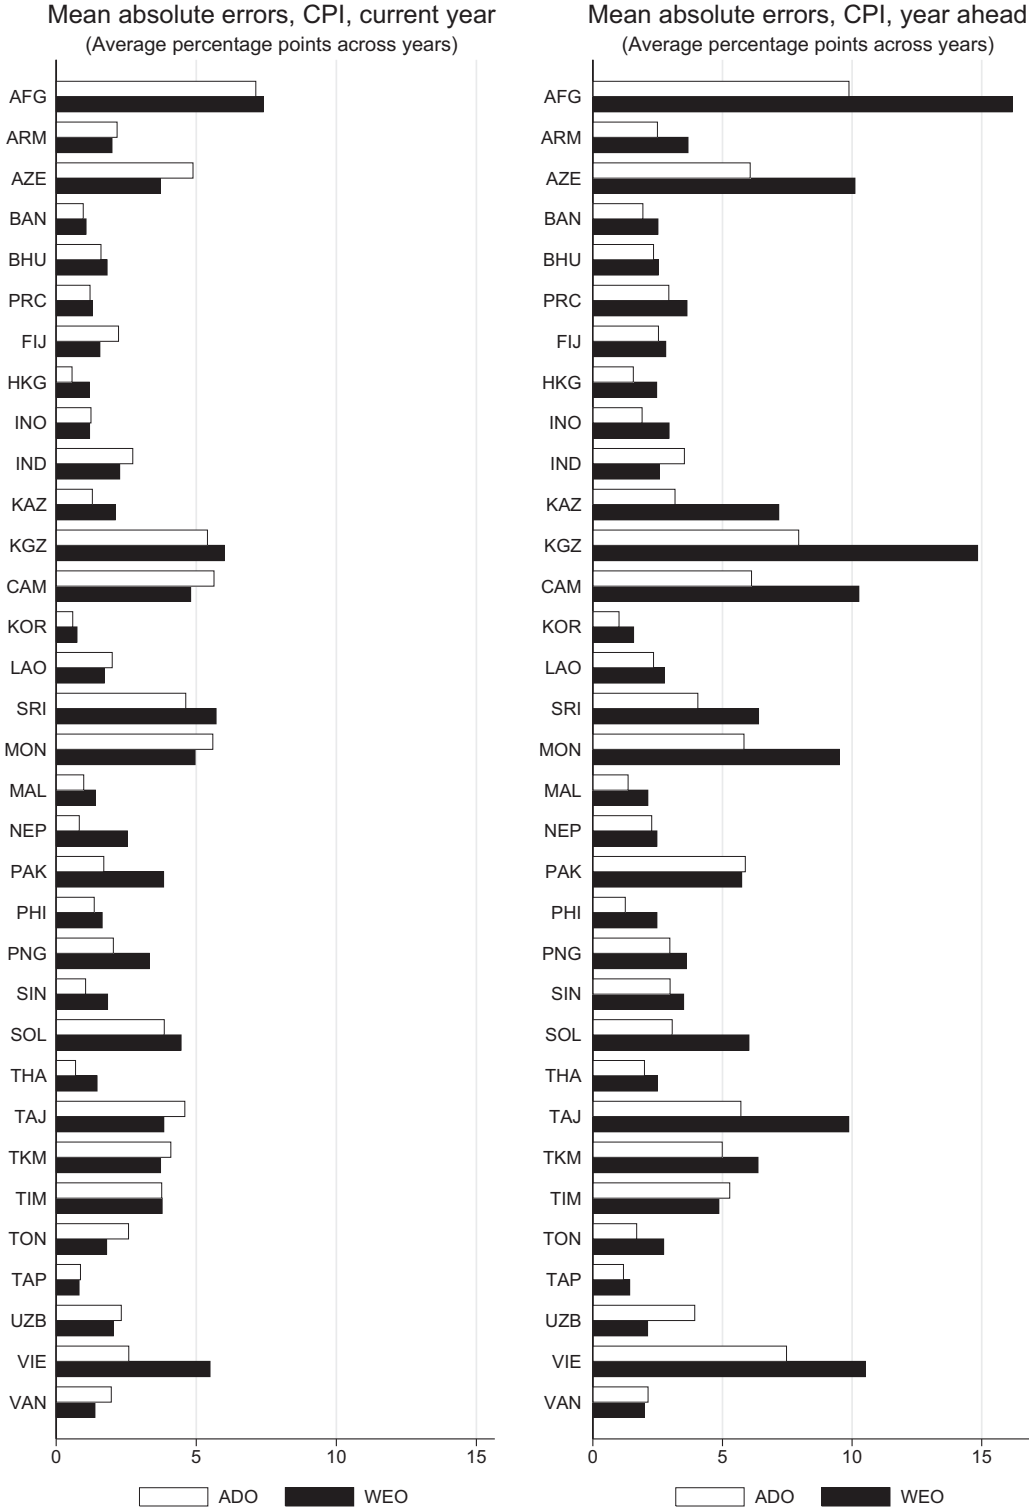 Mean absolute errors, CPI, current year
(Average percentage points across years)
AFG
ARM
AZE
BAN
BHU
PRC
FIJ
HKG
INO
IND
KAZ
KGZ
CAM
KOR
LAO
SRI
MON
MAL
NEP
PAK
PHI
PNG
SIN
SOL
THA
TAJ
TKM
TIM
TON
TAP
UZB
VIE
VAN
0 5 10 15
ADO WEO
Mean absolute errors, CPI, year ahead
(Average percentage points across years)
AFG
ARM
AZE
BAN
BHU
PRC
FIJ
HKG
INO
IND
KAZ
KGZ
CAM
KOR
LAO
SRI
MON
MAL
NEP
PAK
PHI
PNG
SIN
SOL
THA
TAJ
TKM
TIM
TON
TAP
UZB
VIE
VAN
0 5 10 15
ADO WEO